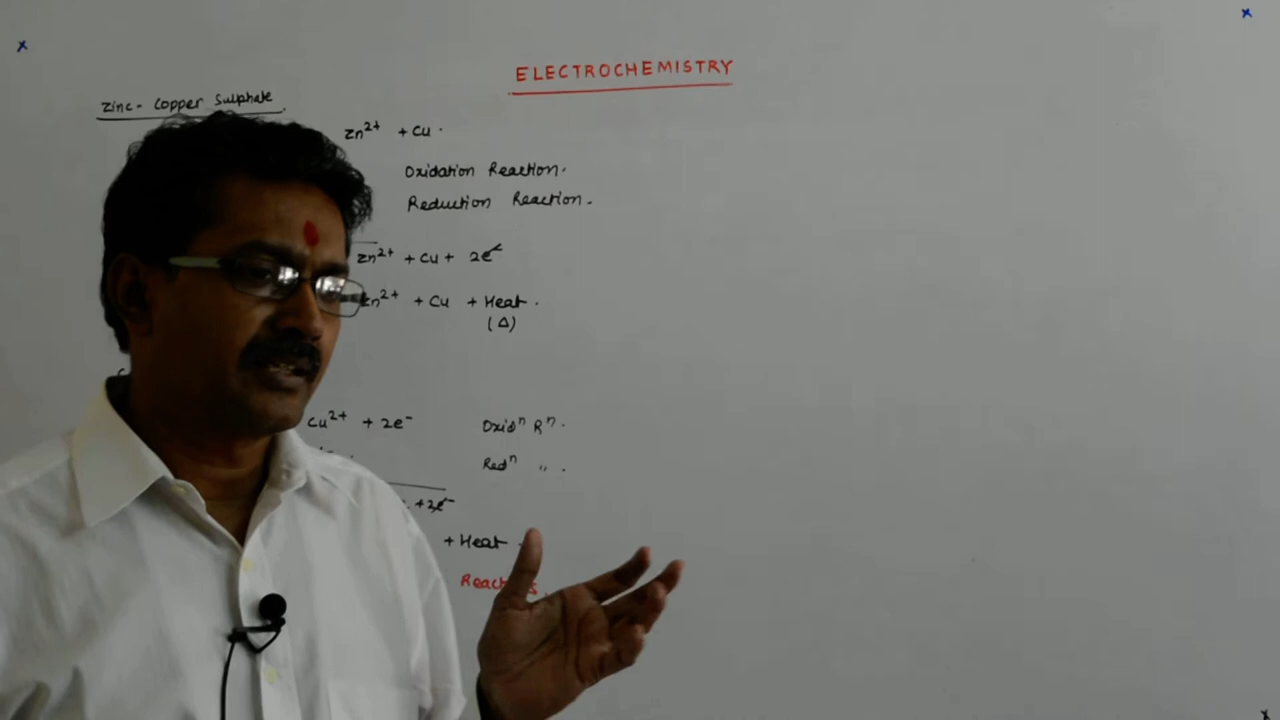 ELECTROCHEMISTRY
Zinc - Copper Sulphate.
Zn²⁺ + Cu.
Oxidation Reaction.
Reduction Reaction.
Zn²⁺ + Cu + 2e⁻
Zn²⁺ + Cu + Heat.
(Δ)
Cu²⁺ + 2e⁻ Oxidⁿ Rⁿ.
Redⁿ " .
+ 2e⁻
+ Heat